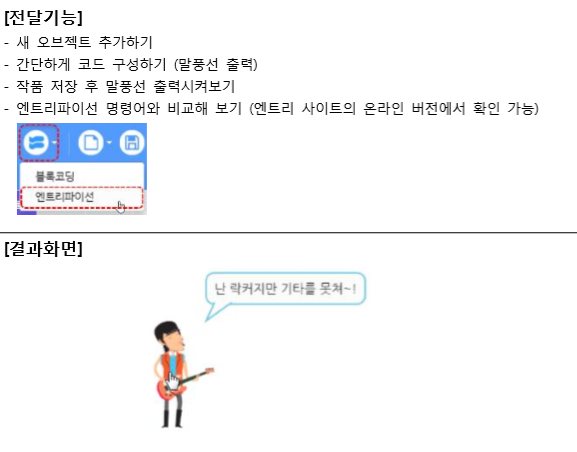 [전달기능]
- 새 오브젝트 추가하기
- 간단하게 코드 구성하기 (말풍선 출력)
- 작품 저장 후 말풍선 출력시켜보기
- 엔트리파이선 명령어와 비교해 보기 (엔트리 사이트의 온라인 버전에서 확인 가능)
블록코딩
엔트리파이선
[결과화면]
난 락커지만 기타를 못쳐~!